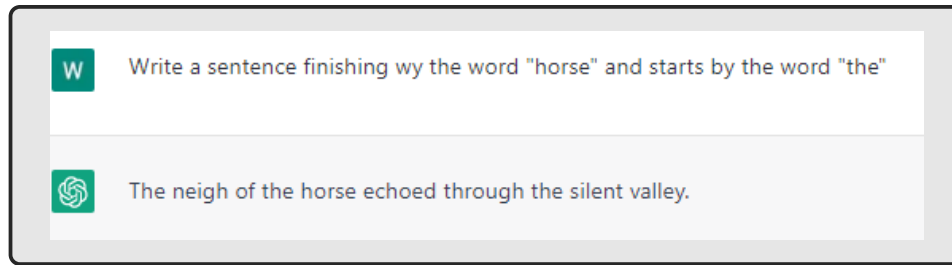 W
Write a sentence finishing wy the word "horse" and starts by the word "the"
The neigh of the horse echoed through the silent valley.